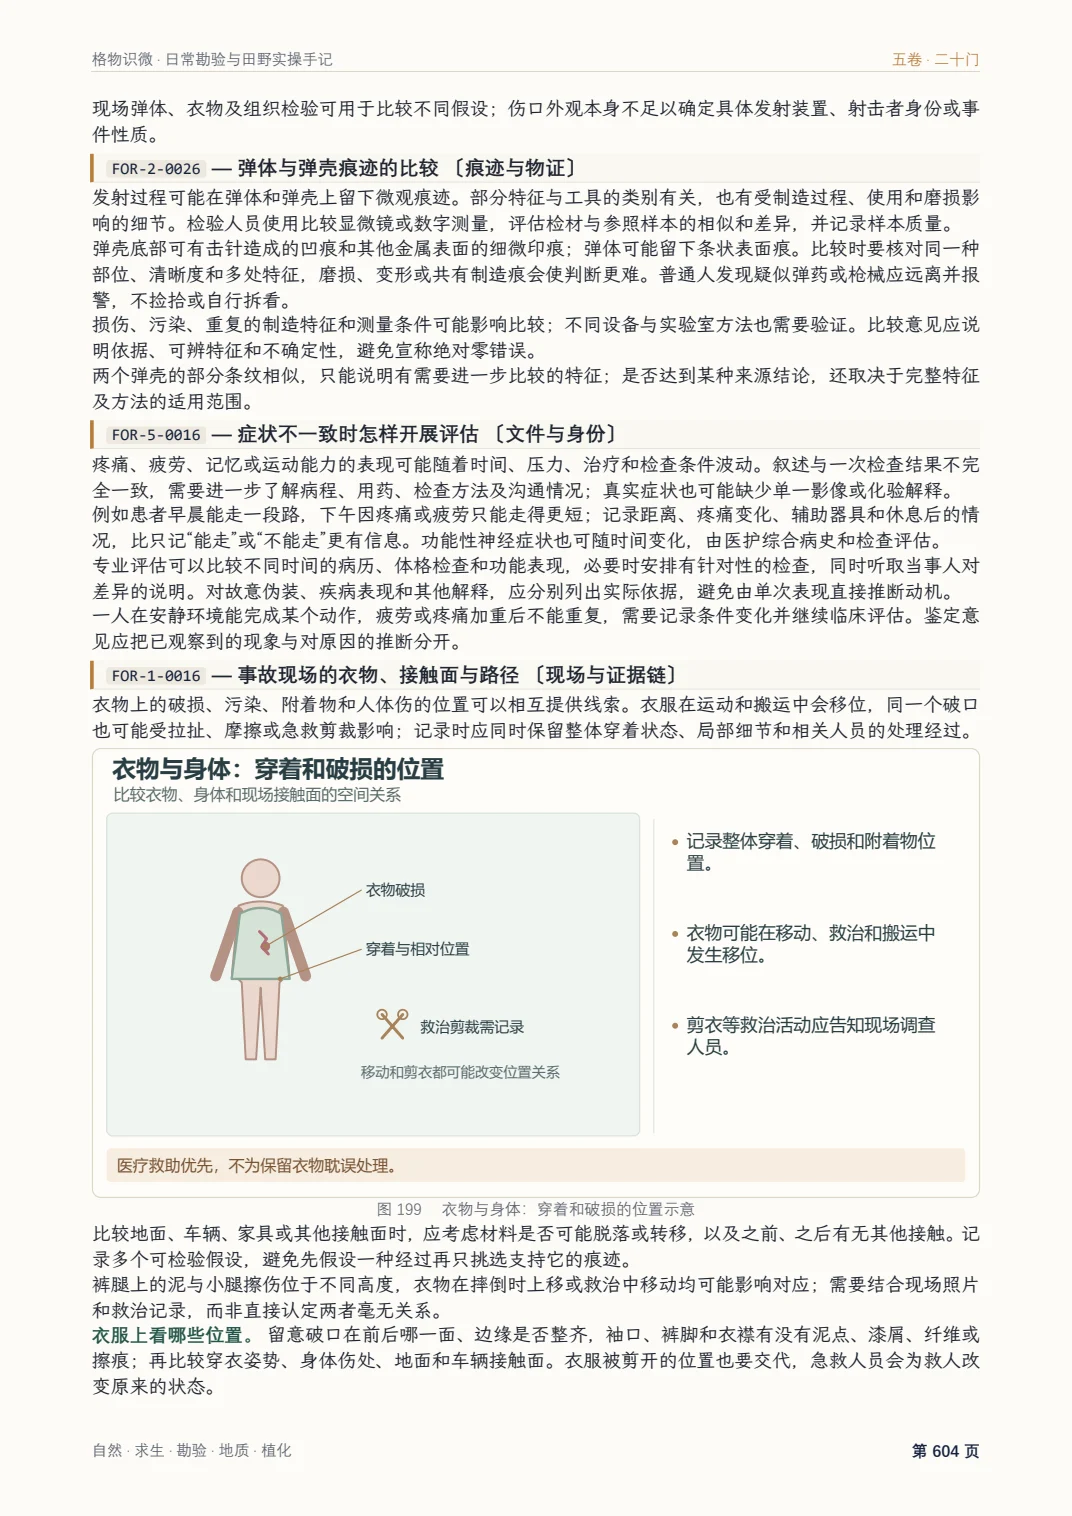 格物识微 · 日常勘验与田野实操手记
五卷 · 二十门
现场弹体、衣物及组织检验可用于比较不同假设；伤口外观本身不足以确定具体发射装置、射击者身份或事
件性质。
FOR-2-0026 — 弹体与弹壳痕迹的比较 〔痕迹与物证〕
发射过程可能在弹体和弹壳上留下微观痕迹。部分特征与工具的类别有关，也有受制造过程、使用和磨损影
响的细节。检验人员使用比较显微镜或数字测量，评估检材与参照样本的相似和差异，并记录样本质量。
弹壳底部可有击针造成的凹痕和其他金属表面的细微印痕；弹体可能留下条状表面痕。比较时要核对同一种
部位、清晰度和多处特征，磨损、变形或共有制造痕会使判断更难。普通人发现疑似弹药或枪械应远离并报
警，不捡拾或自行拆看。
损伤、污染、重复的制造特征和测量条件可能影响比较；不同设备与实验室方法也需要验证。比较意见应说
明依据、可辨特征和不确定性，避免宣称绝对零错误。
两个弹壳的部分条纹相似，只能说明有需要进一步比较的特征；是否达到某种来源结论，还取决于完整特征
及方法的适用范围。
FOR-5-0016 — 症状不一致时怎样开展评估 〔文件与身份〕
疼痛、疲劳、记忆或运动能力的表现可能随着时间、压力、治疗和检查条件波动。叙述与一次检查结果不完
全一致，需要进一步了解病程、用药、检查方法及沟通情况；真实症状也可能缺少单一影像或化验解释。
例如患者早晨能走一段路，下午因疼痛或疲劳只能走得更短；记录距离、疼痛变化、辅助器具和休息后的情
况，比只记“能走”或“不能走”更有信息。功能性神经症状也可随时间变化，由医护综合病史和检查评估。
专业评估可以比较不同时间的病历、体格检查和功能表现，必要时安排有针对性的检查，同时听取当事人对
差异的说明。对故意伪装、疾病表现和其他解释，应分别列出实际依据，避免由单次表现直接推断动机。
一人在安静环境能完成某个动作，疲劳或疼痛加重后不能重复，需要记录条件变化并继续临床评估。鉴定意
见应把已观察到的现象与对原因的推断分开。
FOR-1-0016 — 事故现场的衣物、接触面与路径 〔现场与证据链〕
衣物上的破损、污染、附着物和人体伤的位置可以相互提供线索。衣服在运动和搬运中会移位，同一个破口
也可能受拉扯、摩擦或急救剪裁影响；记录时应同时保留整体穿着状态、局部细节和相关人员的处理经过。
衣物与身体：穿着和破损的位置
比较衣物、身体和现场接触面的空间关系
衣物破损
穿着与相对位置
救治剪裁需记录
移动和剪衣都可能改变位置关系
• 记录整体穿着、破损和附着物位
置。
• 衣物可能在移动、救治和搬运中
发生移位。
• 剪衣等救治活动应告知现场调查
人员。
医疗救助优先，不为保留衣物耽误处理。
图 199 衣物与身体：穿着和破损的位置示意
比较地面、车辆、家具或其他接触面时，应考虑材料是否可能脱落或转移，以及之前、之后有无其他接触。记
录多个可检验假设，避免先假设一种经过再只挑选支持它的痕迹。
裤腿上的泥与小腿擦伤位于不同高度，衣物在摔倒时上移或救治中移动均可能影响对应；需要结合现场照片
和救治记录，而非直接认定两者毫无关系。
衣服上看哪些位置。 留意破口在前后哪一面、边缘是否整齐，袖口、裤脚和衣襟有没有泥点、漆屑、纤维或
擦痕；再比较穿衣姿势、身体伤处、地面和车辆接触面。衣服被剪开的位置也要交代，急救人员会为救人改
变原来的状态。
自然 · 求生 · 勘验 · 地质 · 植化
第 604 页